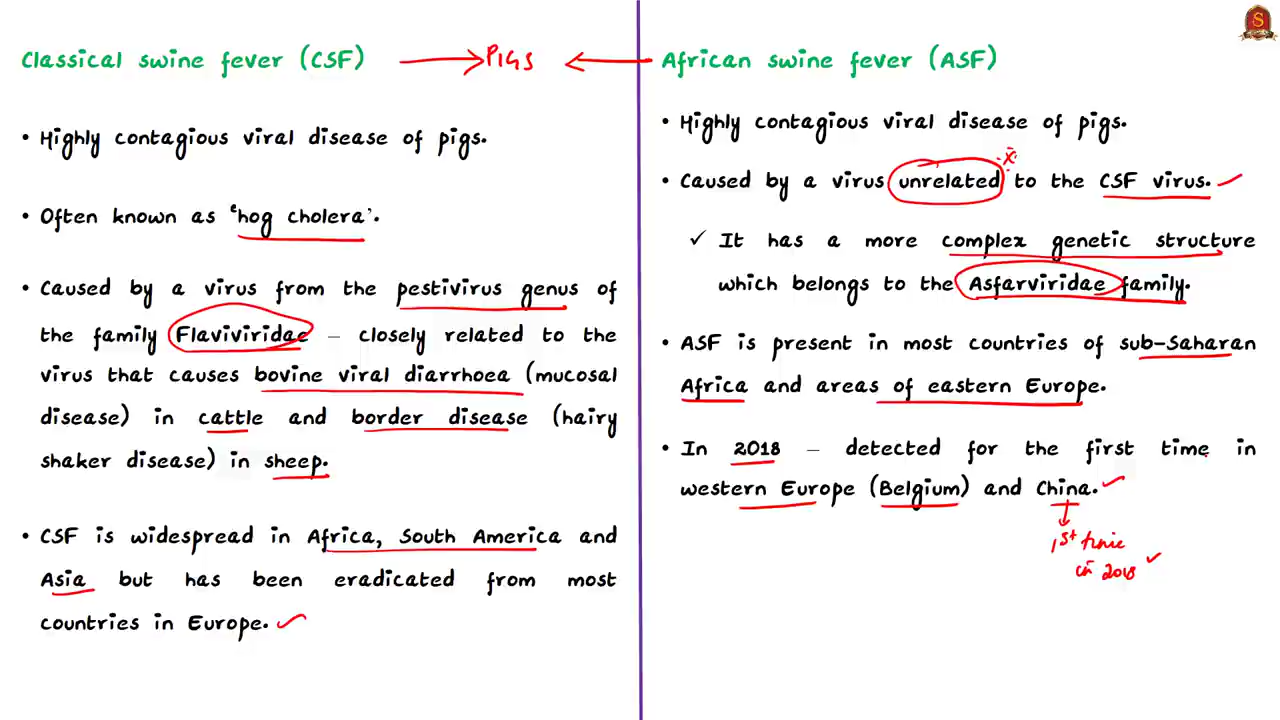 Classical swine fever (CSF)
PIGS
• Highly contagious viral disease of pigs.
• Often known as 'hog cholera'.
• Caused by a virus from the pestivirus genus of
the family Flaviviridae – closely related to the
virus that causes bovine viral diarrhoea (mucosal
disease) in cattle and border disease (hairy
shaker disease) in sheep.
• CSF is widespread in Africa, South America and
Asia but has been eradicated from most
countries in Europe.
African swine fever (ASF)
• Highly contagious viral disease of pigs.
• Caused by a virus unrelated to the CSF virus.
✓ It has a more complex genetic structure
which belongs to the Asfarviridae family.
• ASF is present in most countries of sub-Saharan
Africa and areas of eastern Europe.
• In 2018 – detected for the first time in
western Europe (Belgium) and China.
1st time
in 2018
S